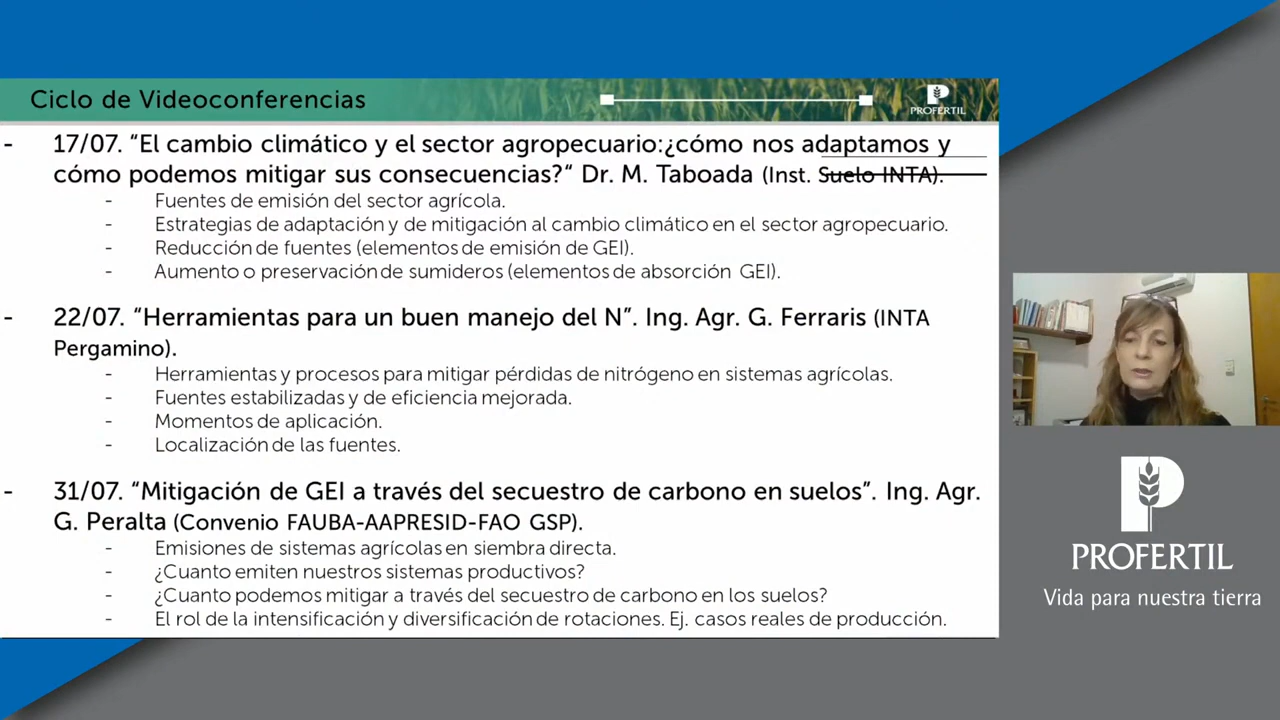 Ciclo de Videoconferencias
PROFERTIL
- 17/07. “El cambio climático y el sector agropecuario:¿cómo nos adaptamos y
cómo podemos mitigar sus consecuencias?“ Dr. M. Taboada (Inst. Suelo INTA).
- Fuentes de emisión del sector agrícola.
- Estrategias de adaptación y de mitigación al cambio climático en el sector agropecuario.
- Reducción de fuentes (elementos de emisión de GEI).
- Aumento o preservación de sumideros (elementos de absorción GEI).
- 22/07. “Herramientas para un buen manejo del N”. Ing. Agr. G. Ferraris (INTA
Pergamino).
- Herramientas y procesos para mitigar pérdidas de nitrógeno en sistemas agrícolas.
- Fuentes estabilizadas y de eficiencia mejorada.
- Momentos de aplicación.
- Localización de las fuentes.
- 31/07. “Mitigación de GEI a través del secuestro de carbono en suelos”. Ing. Agr.
G. Peralta (Convenio FAUBA-AAPRESID-FAO GSP).
- Emisiones de sistemas agrícolas en siembra directa.
- ¿Cuanto emiten nuestros sistemas productivos?
- ¿Cuanto podemos mitigar a través del secuestro de carbono en los suelos?
- El rol de la intensificación y diversificación de rotaciones. Ej. casos reales de producción.
PROFERTIL
Vida para nuestra tierra